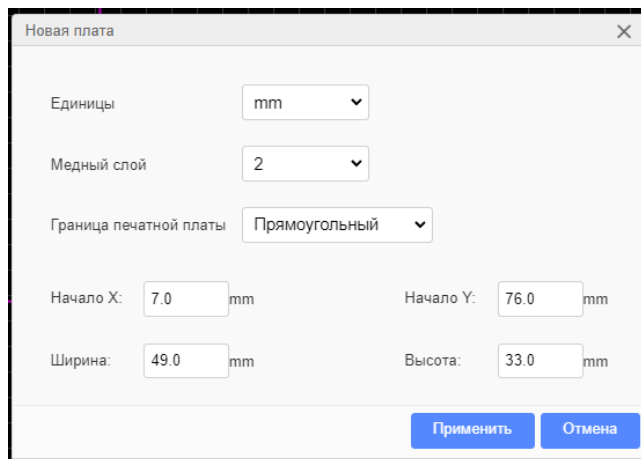 Новая плата
Единицы mm
Медный слой 2
Граница печатной платы Прямоугольный
Начало X: 7.0 mm Начало Y: 76.0 mm
Ширина: 49.0 mm Высота: 33.0 mm
Применить Отмена